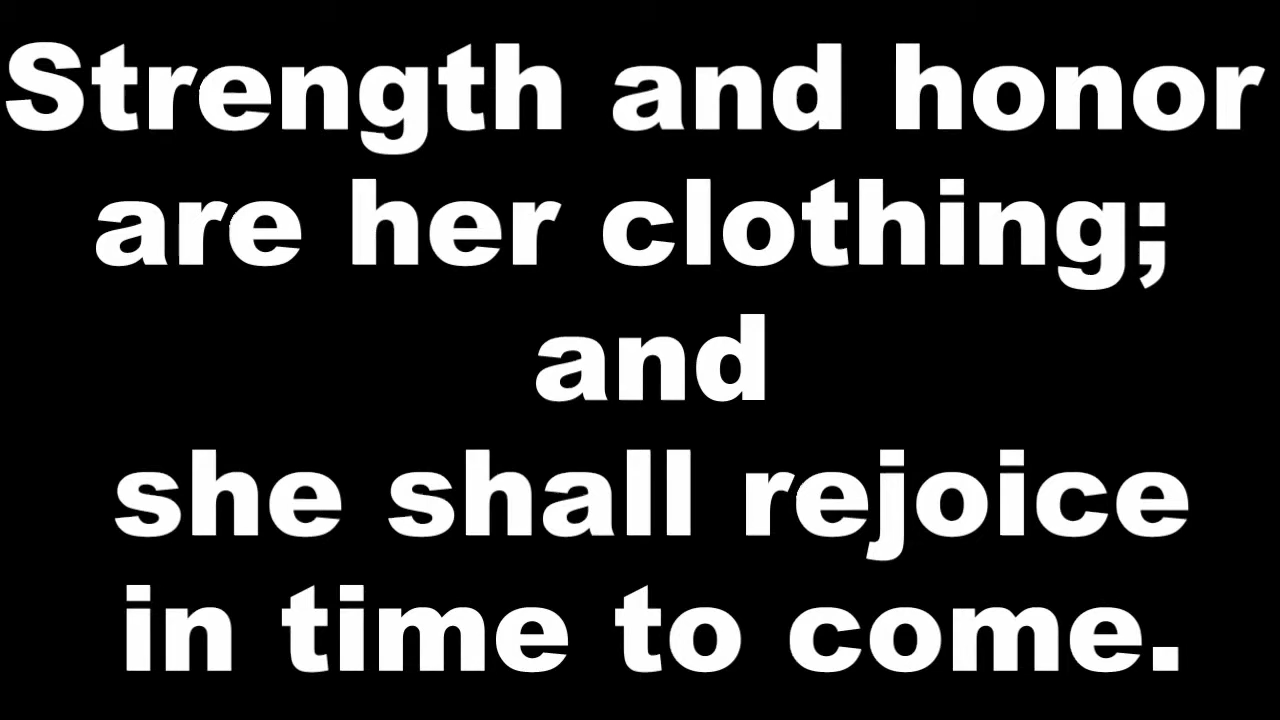 Strength and honor
are her clothing;
and
she shall rejoice
in time to come.